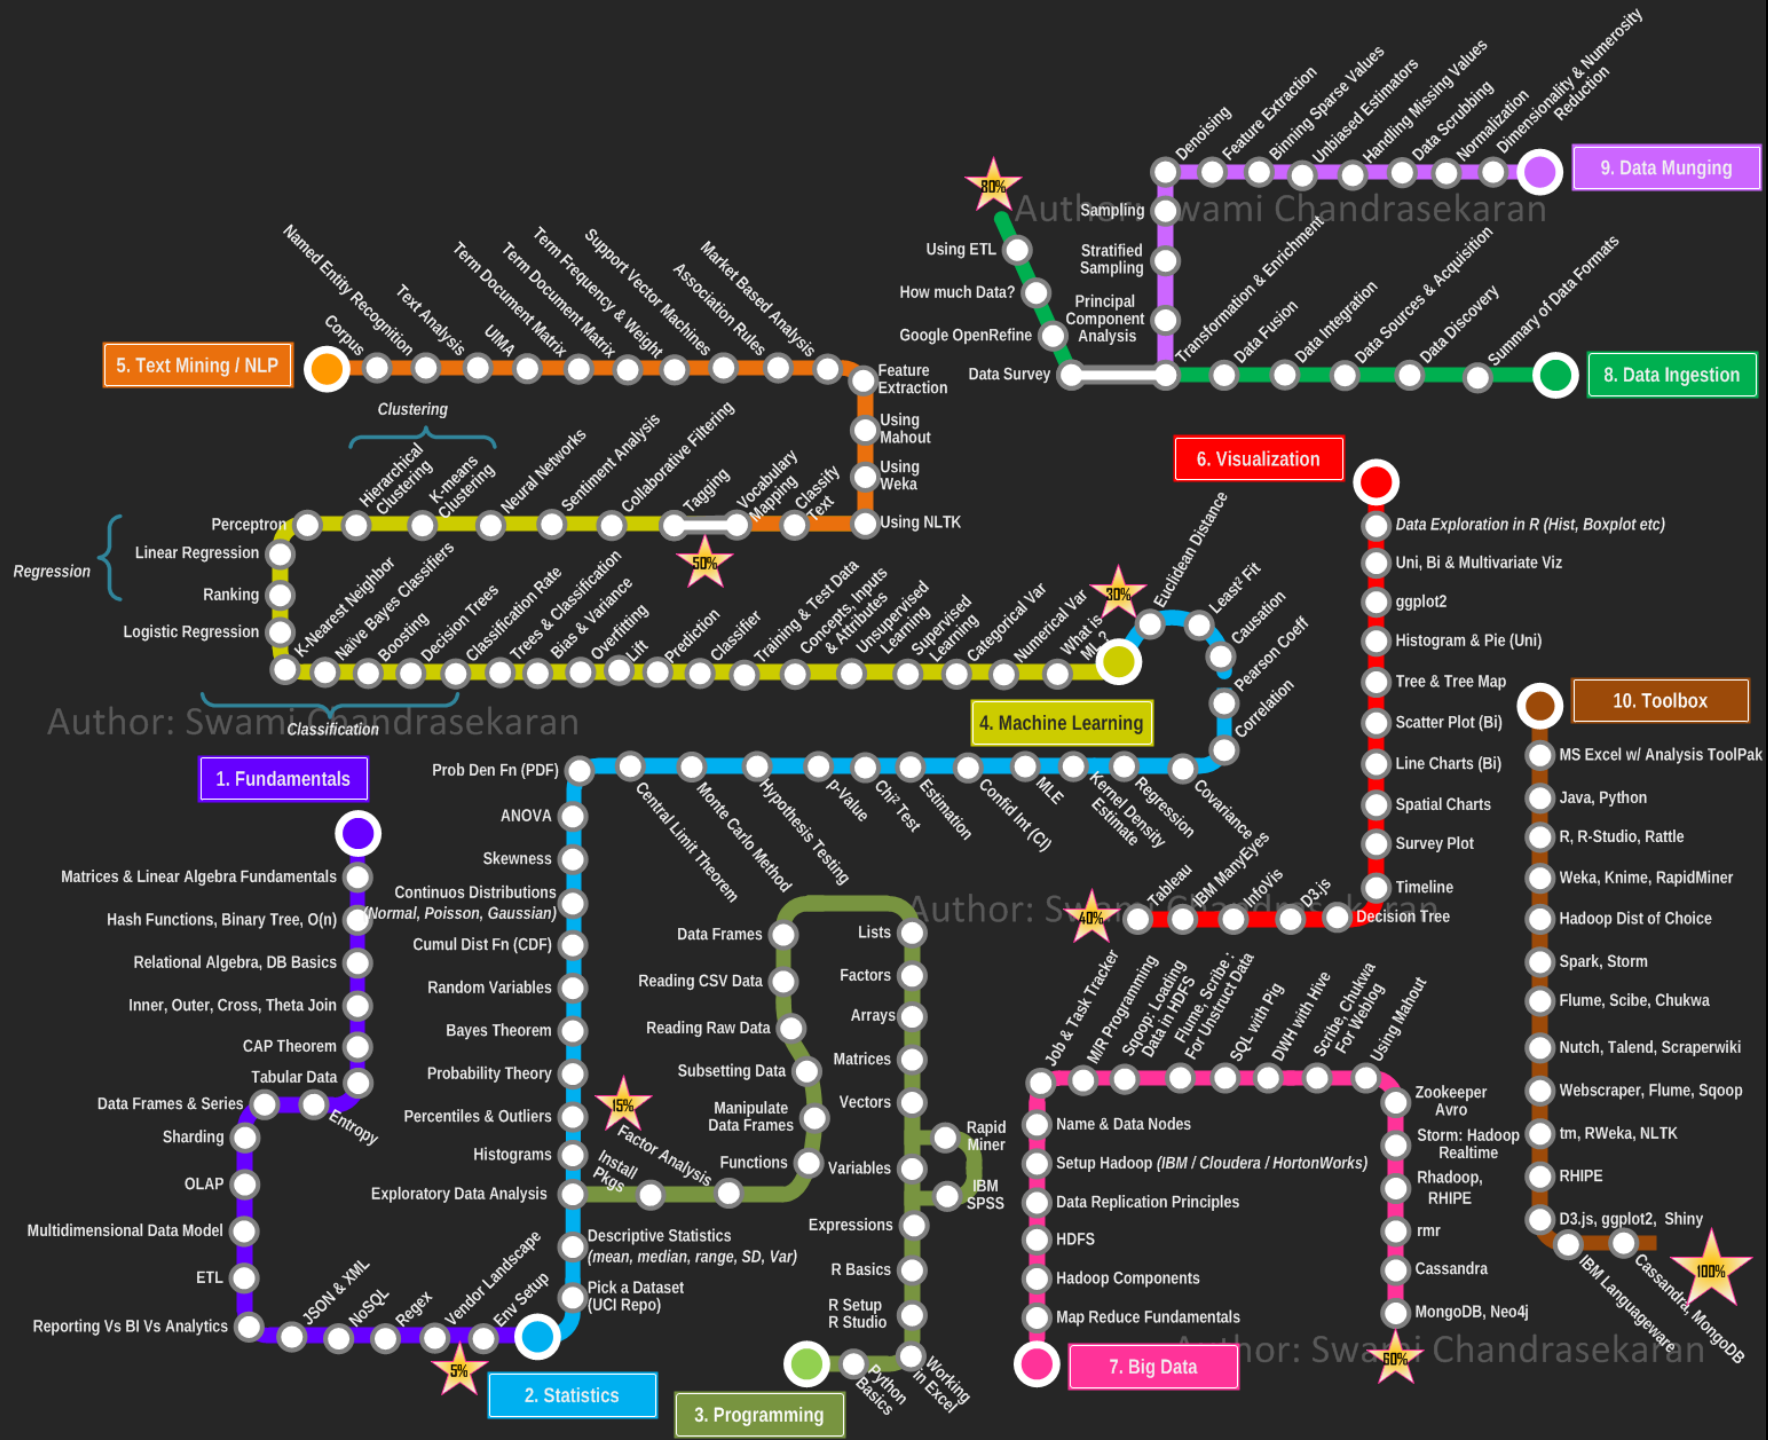 Author: Swami Chandrasekaran
Author: Swami Chandrasekaran
Author: Swami Chandrasekaran
Author: Swami Chandrasekaran
1. Fundamentals
Matrices & Linear Algebra Fundamentals
Hash Functions, Binary Tree, O(n)
Relational Algebra, DB Basics
Inner, Outer, Cross, Theta Join
CAP Theorem
Tabular Data
Entropy
Data Frames & Series
Sharding
OLAP
Multidimensional Data Model
ETL
Reporting Vs BI Vs Analytics
JSON & XML
NoSQL
Regex
Vendor Landscape
Env Setup
5%
2. Statistics
Pick a Dataset
(UCI Repo)
Descriptive Statistics
(mean, median, range, SD, Var)
Exploratory Data Analysis
Histograms
Percentiles & Outliers
Probability Theory
Bayes Theorem
Random Variables
Cumul Dist Fn (CDF)
Continuos Distributions
(Normal, Poisson, Gaussian)
Skewness
ANOVA
Prob Den Fn (PDF)
Central Limit Theorem
Monte Carlo Method
Hypothesis Testing
p-Value
Chi² Test
Estimation
Confid Int (CI)
MLE
Kernel Density
Estimate
Regression
Covariance
Correlation
Pearson Coeff
Causation
Least² Fit
Euclidean Distance
30%
3. Programming
Python
Basics
Working
in Excel
R Setup
R Studio
R Basics
Expressions
IBM
SPSS
Rapid
Miner
Variables
Vectors
Matrices
Arrays
Factors
Lists
Data Frames
Reading CSV Data
Reading Raw Data
Subsetting Data
Manipulate
Data Frames
Functions
Factor Analysis
Install
Pkgs
15%
4. Machine Learning
What is
ML?
Numerical Var
Categorical Var
Supervised
Learning
Unsupervised
Learning
Concepts, Inputs
& Attributes
Training & Test Data
Classifier
Prediction
Lift
Overfitting
Bias & Variance
Trees & Classification
Classification Rate
Decision Trees
Boosting
Naïve Bayes Classifiers
K-Nearest Neighbor
Classification
Logistic Regression
Ranking
Linear Regression
Perceptron
Regression
Hierarchical
Clustering
K-means
Clustering
Clustering
Neural Networks
Sentiment Analysis
Collaborative Filtering
Tagging
50%
5. Text Mining / NLP
Corpus
Named Entity Recognition
Text Analysis
UIMA
Term Document Matrix
Term Document Matrix
Term Frequency & Weight
Support Vector Machines
Association Rules
Market Based Analysis
Feature
Extraction
Using
Mahout
Using
Weka
Using NLTK
Classify
Text
Vocabulary
Mapping
6. Visualization
Data Exploration in R (Hist, Boxplot etc)
Uni, Bi & Multivariate Viz
ggplot2
Histogram & Pie (Uni)
Tree & Tree Map
Scatter Plot (Bi)
Line Charts (Bi)
Spatial Charts
Survey Plot
Timeline
Decision Tree
D3.js
InfoVis
IBM ManyEyes
Tableau
40%
7. Big Data
Map Reduce Fundamentals
Hadoop Components
HDFS
Data Replication Principles
Setup Hadoop (IBM / Cloudera / HortonWorks)
Name & Data Nodes
Job & Task Tracker
M/R Programming
Sqoop: Loading
Data in HDFS
Flume, Scribe :
For Unstruct Data
SQL with Pig
DWH with Hive
Scribe, Chukwa
For Weblog
Using Mahout
Zookeeper
Avro
Storm: Hadoop
Realtime
Rhadoop,
RHIPE
rmr
Cassandra
MongoDB, Neo4j
60%
8. Data Ingestion
Summary of Data Formats
Data Discovery
Data Sources & Acquisition
Data Integration
Data Fusion
Transformation & Enrichment
Data Survey
Google OpenRefine
How much Data?
Using ETL
80%
9. Data Munging
Dimensionality & Numerosity
Reduction
Normalization
Data Scrubbing
Handling Missing Values
Unbiased Estimators
Binning Sparse Values
Feature Extraction
Denoising
Sampling
Stratified
Sampling
Principal
Component
Analysis
10. Toolbox
MS Excel w/ Analysis ToolPak
Java, Python
R, R-Studio, Rattle
Weka, Knime, RapidMiner
Hadoop Dist of Choice
Spark, Storm
Flume, Scibe, Chukwa
Nutch, Talend, Scraperwiki
Webscraper, Flume, Sqoop
tm, RWeka, NLTK
RHIPE
D3.js, ggplot2, Shiny
IBM Languageware
Cassandra, MongoDB
100%